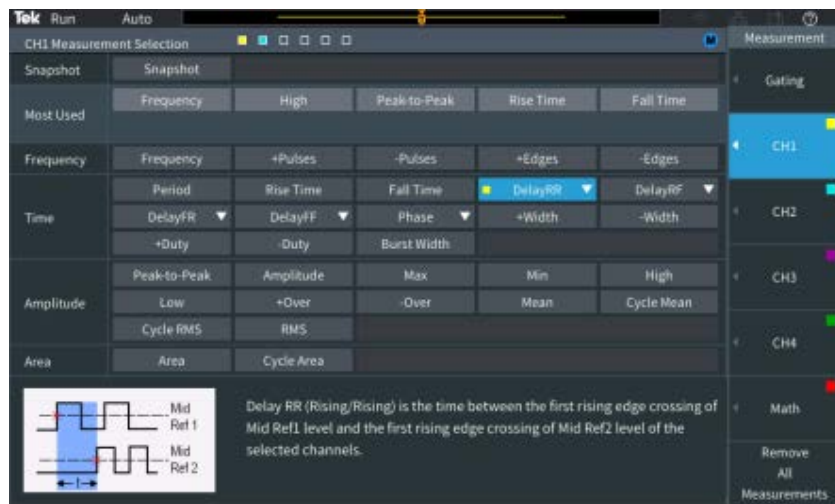 Tek Run Auto
CH1 Measurement Selection M Measurement
Snapshot Snapshot
Gating
Most Used Frequency High Peak-to-Peak Rise Time Fall Time
CH1
Frequency Frequency +Pulses -Pulses +Edges -Edges
Time Period Rise Time Fall Time DelayRR DelayRF
DelayFR DelayFF Phase +Width -Width
CH2
+Duty -Duty Burst Width
Amplitude Peak-to-Peak Amplitude Max Min High
CH3
Low +Over -Over Mean Cycle Mean
Cycle RMS RMS
CH4
Area Area Cycle Area
Mid
Ref 1
Mid
Ref 2
t
Delay RR (Rising/Rising) is the time between the first rising edge crossing of
Mid Ref1 level and the first rising edge crossing of Mid Ref2 level of the
selected channels.
Math
Remove
All
Measurements